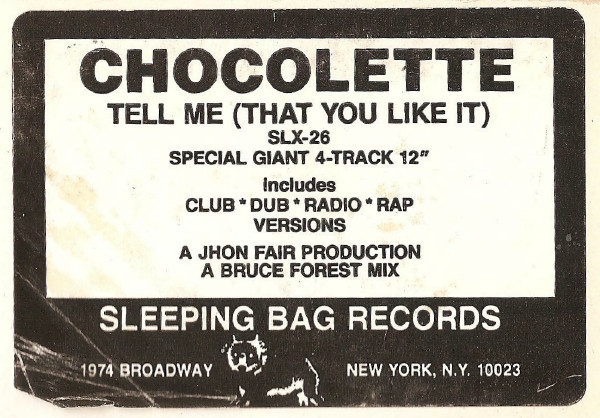 CHOCOLETTE
TELL ME (THAT YOU LIKE IT)
SLX-26
SPECIAL GIANT 4-TRACK 12"
Includes
CLUB * DUB * RADIO * RAP
VERSIONS
A JHON FAIR PRODUCTION
A BRUCE FOREST MIX
SLEEPING BAG RECORDS
1974 BROADWAY NEW YORK, N.Y. 10023